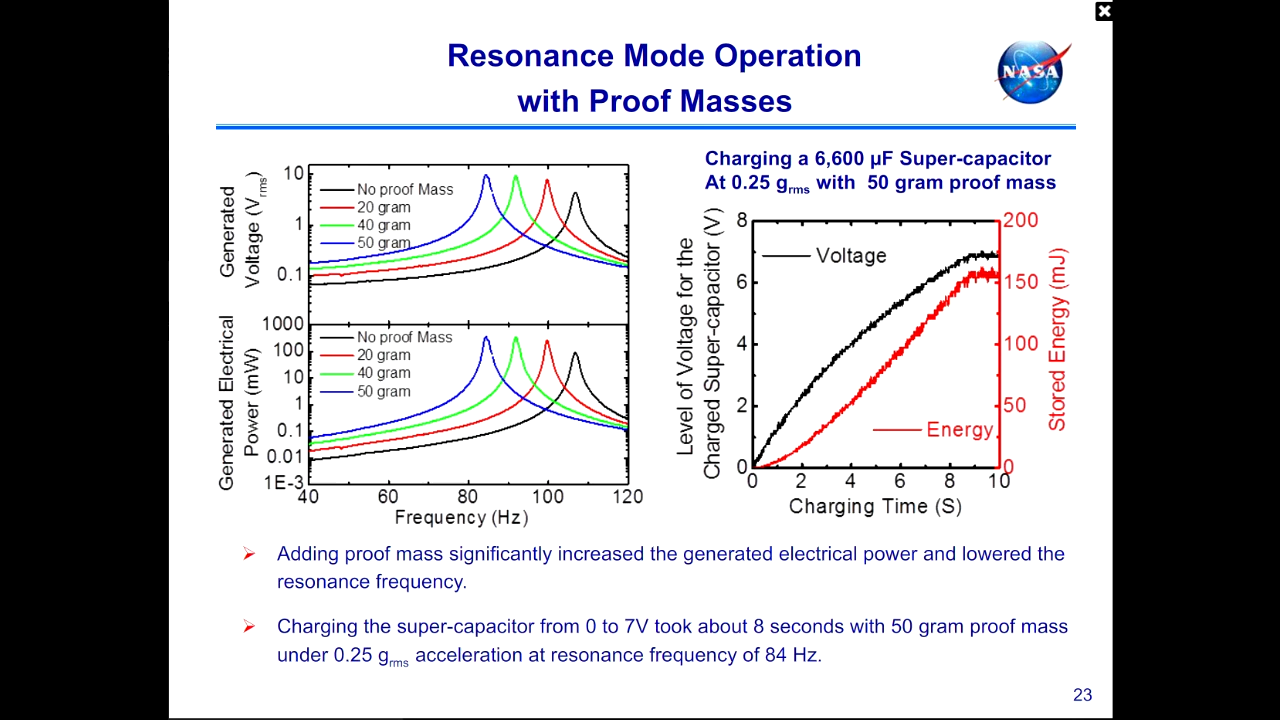 Resonance Mode Operation
with Proof Masses
NASA
Charging a 6,600 µF Super-capacitor
At 0.25 grms with 50 gram proof mass
Generated
Voltage (Vrms)
10
1
0.1
No proof Mass
20 gram
40 gram
50 gram
Generated Electrical
Power (mW)
1000
100
10
1
0.1
0.01
1E-3
No proof Mass
20 gram
40 gram
50 gram
40 60 80 100 120
Frequency (Hz)
Level of Voltage for the
Charged Super-capacitor (V)
8
6
4
2
0
Voltage
Energy
200
150
100
50
0
Stored Energy (mJ)
0 2 4 6 8 10
Charging Time (S)
Adding proof mass significantly increased the generated electrical power and lowered the
resonance frequency.
Charging the super-capacitor from 0 to 7V took about 8 seconds with 50 gram proof mass
under 0.25 grms acceleration at resonance frequency of 84 Hz.
23